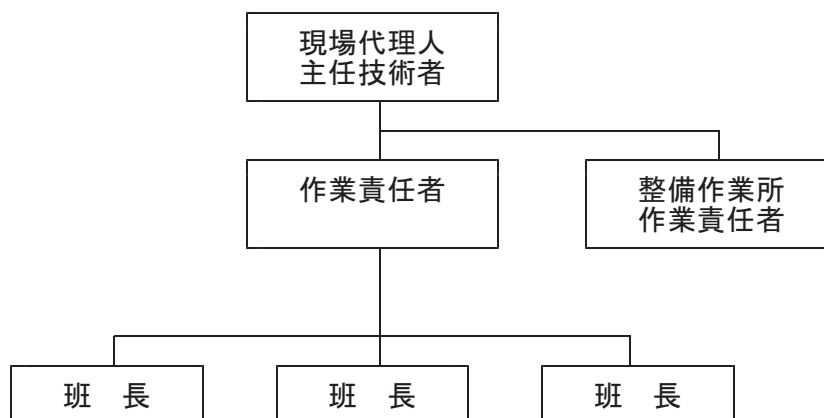 現場代理人
主任技術者
作業責任者
整備作業所
作業責任者
班　長
班　長
班　長